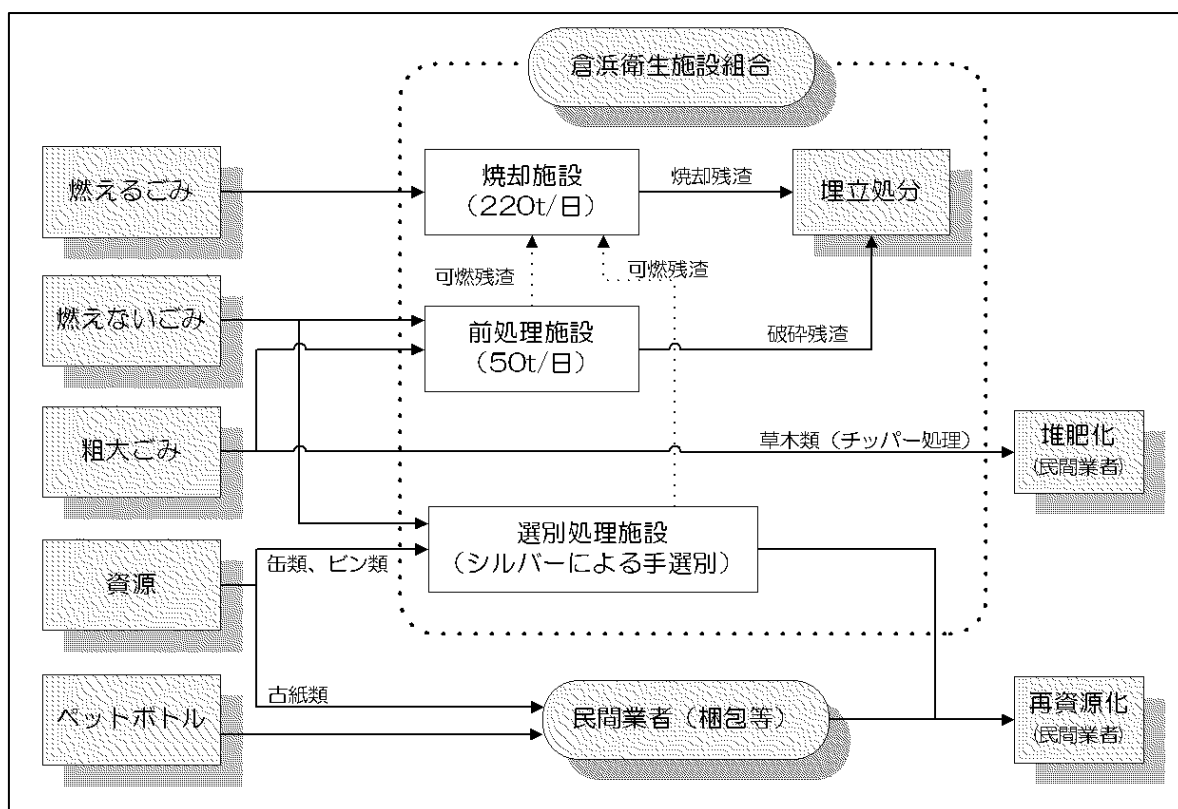 倉浜衛生施設組合
燃えるごみ
焼却施設
（220t/日）
焼却残渣
埋立処分
可燃残渣
可燃残渣
燃えないごみ
前処理施設
（50t/日）
破砕残渣
粗大ごみ
草木類（チッパー処理）
堆肥化
（民間業者）
選別処理施設
（シルバーによる手選別）
資源
缶類、ビン類
古紙類
ペットボトル
民間業者（梱包等）
再資源化
（民間業者）